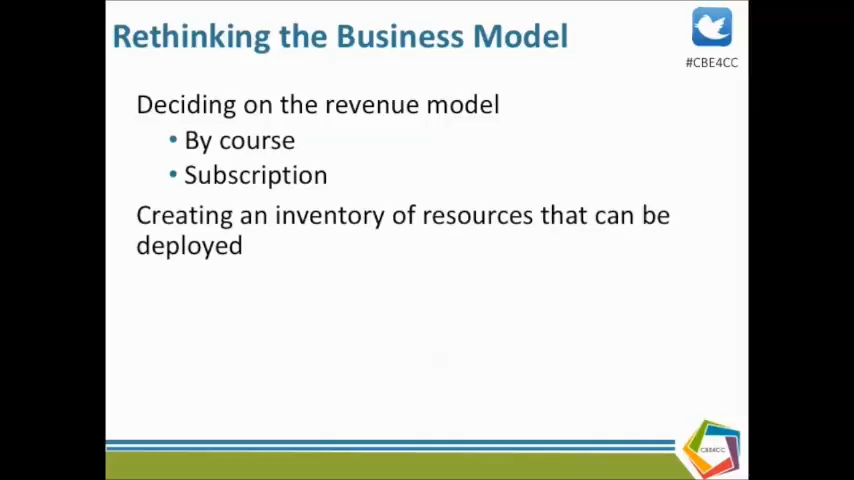 Rethinking the Business Model
#CBE4CC
Deciding on the revenue model
• By course
• Subscription
Creating an inventory of resources that can be
deployed
CBE4CC